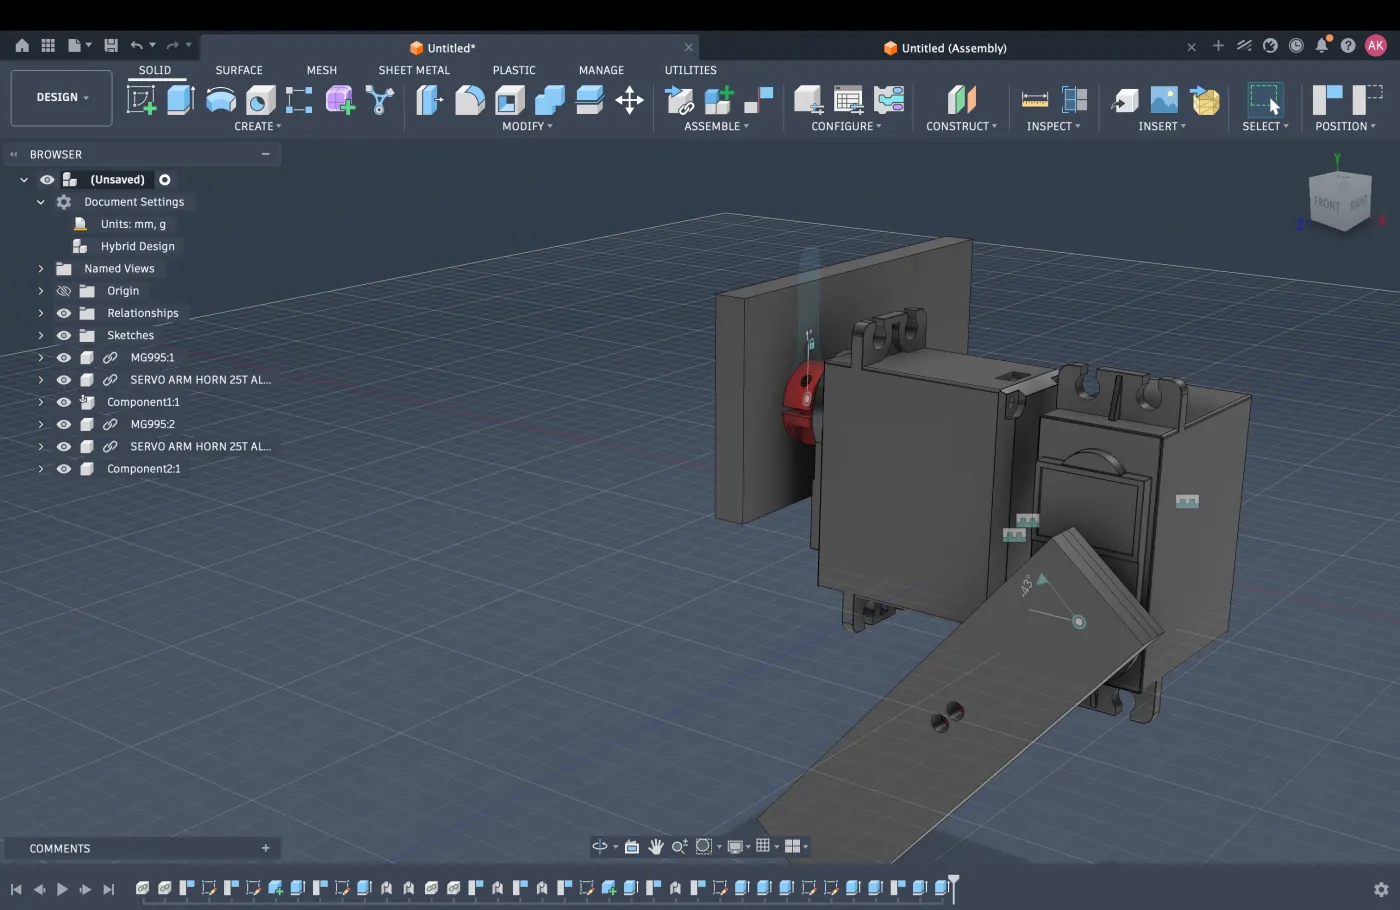 Untitled*
Untitled (Assembly)
AK
DESIGN
SOLID
SURFACE
MESH
SHEET METAL
PLASTIC
MANAGE
UTILITIES
CREATE
MODIFY
ASSEMBLE
CONFIGURE
CONSTRUCT
INSPECT
INSERT
SELECT
POSITION
BROWSER
(Unsaved)
Document Settings
Units: mm, g
Hybrid Design
Named Views
Origin
Relationships
Sketches
MG995:1
SERVO ARM HORN 25T AL...
Component1:1
MG995:2
SERVO ARM HORN 25T AL...
Component2:1
Y
FRONT
RIGHT
Z
X
1°
-43°
COMMENTS